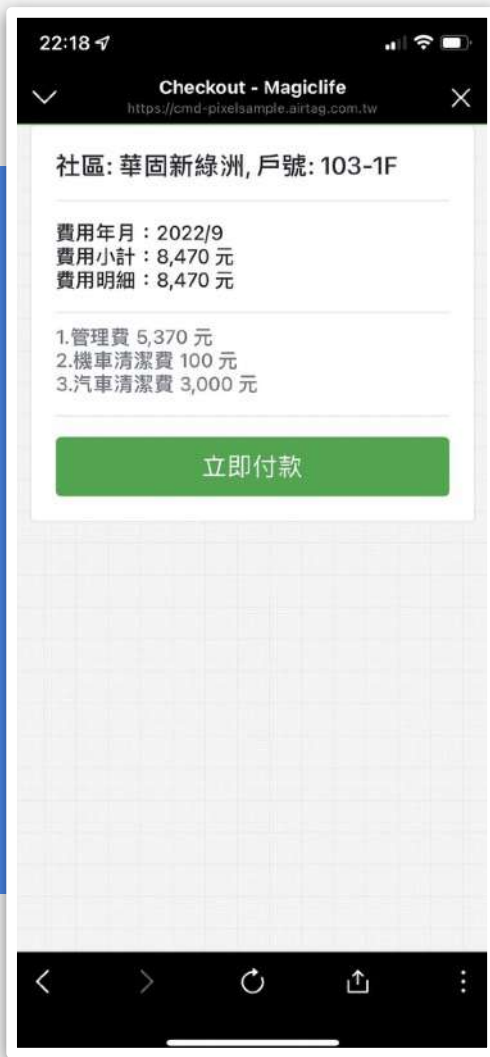 22:18
Checkout - Magiclife
https://cmd-pixelsample.airtag.com.tw
社區: 華固新綠洲, 戶號: 103-1F
費用年月：2022/9
費用小計：8,470 元
費用明細：8,470 元
1.管理費 5,370 元
2.機車清潔費 100 元
3.汽車清潔費 3,000 元
立即付款